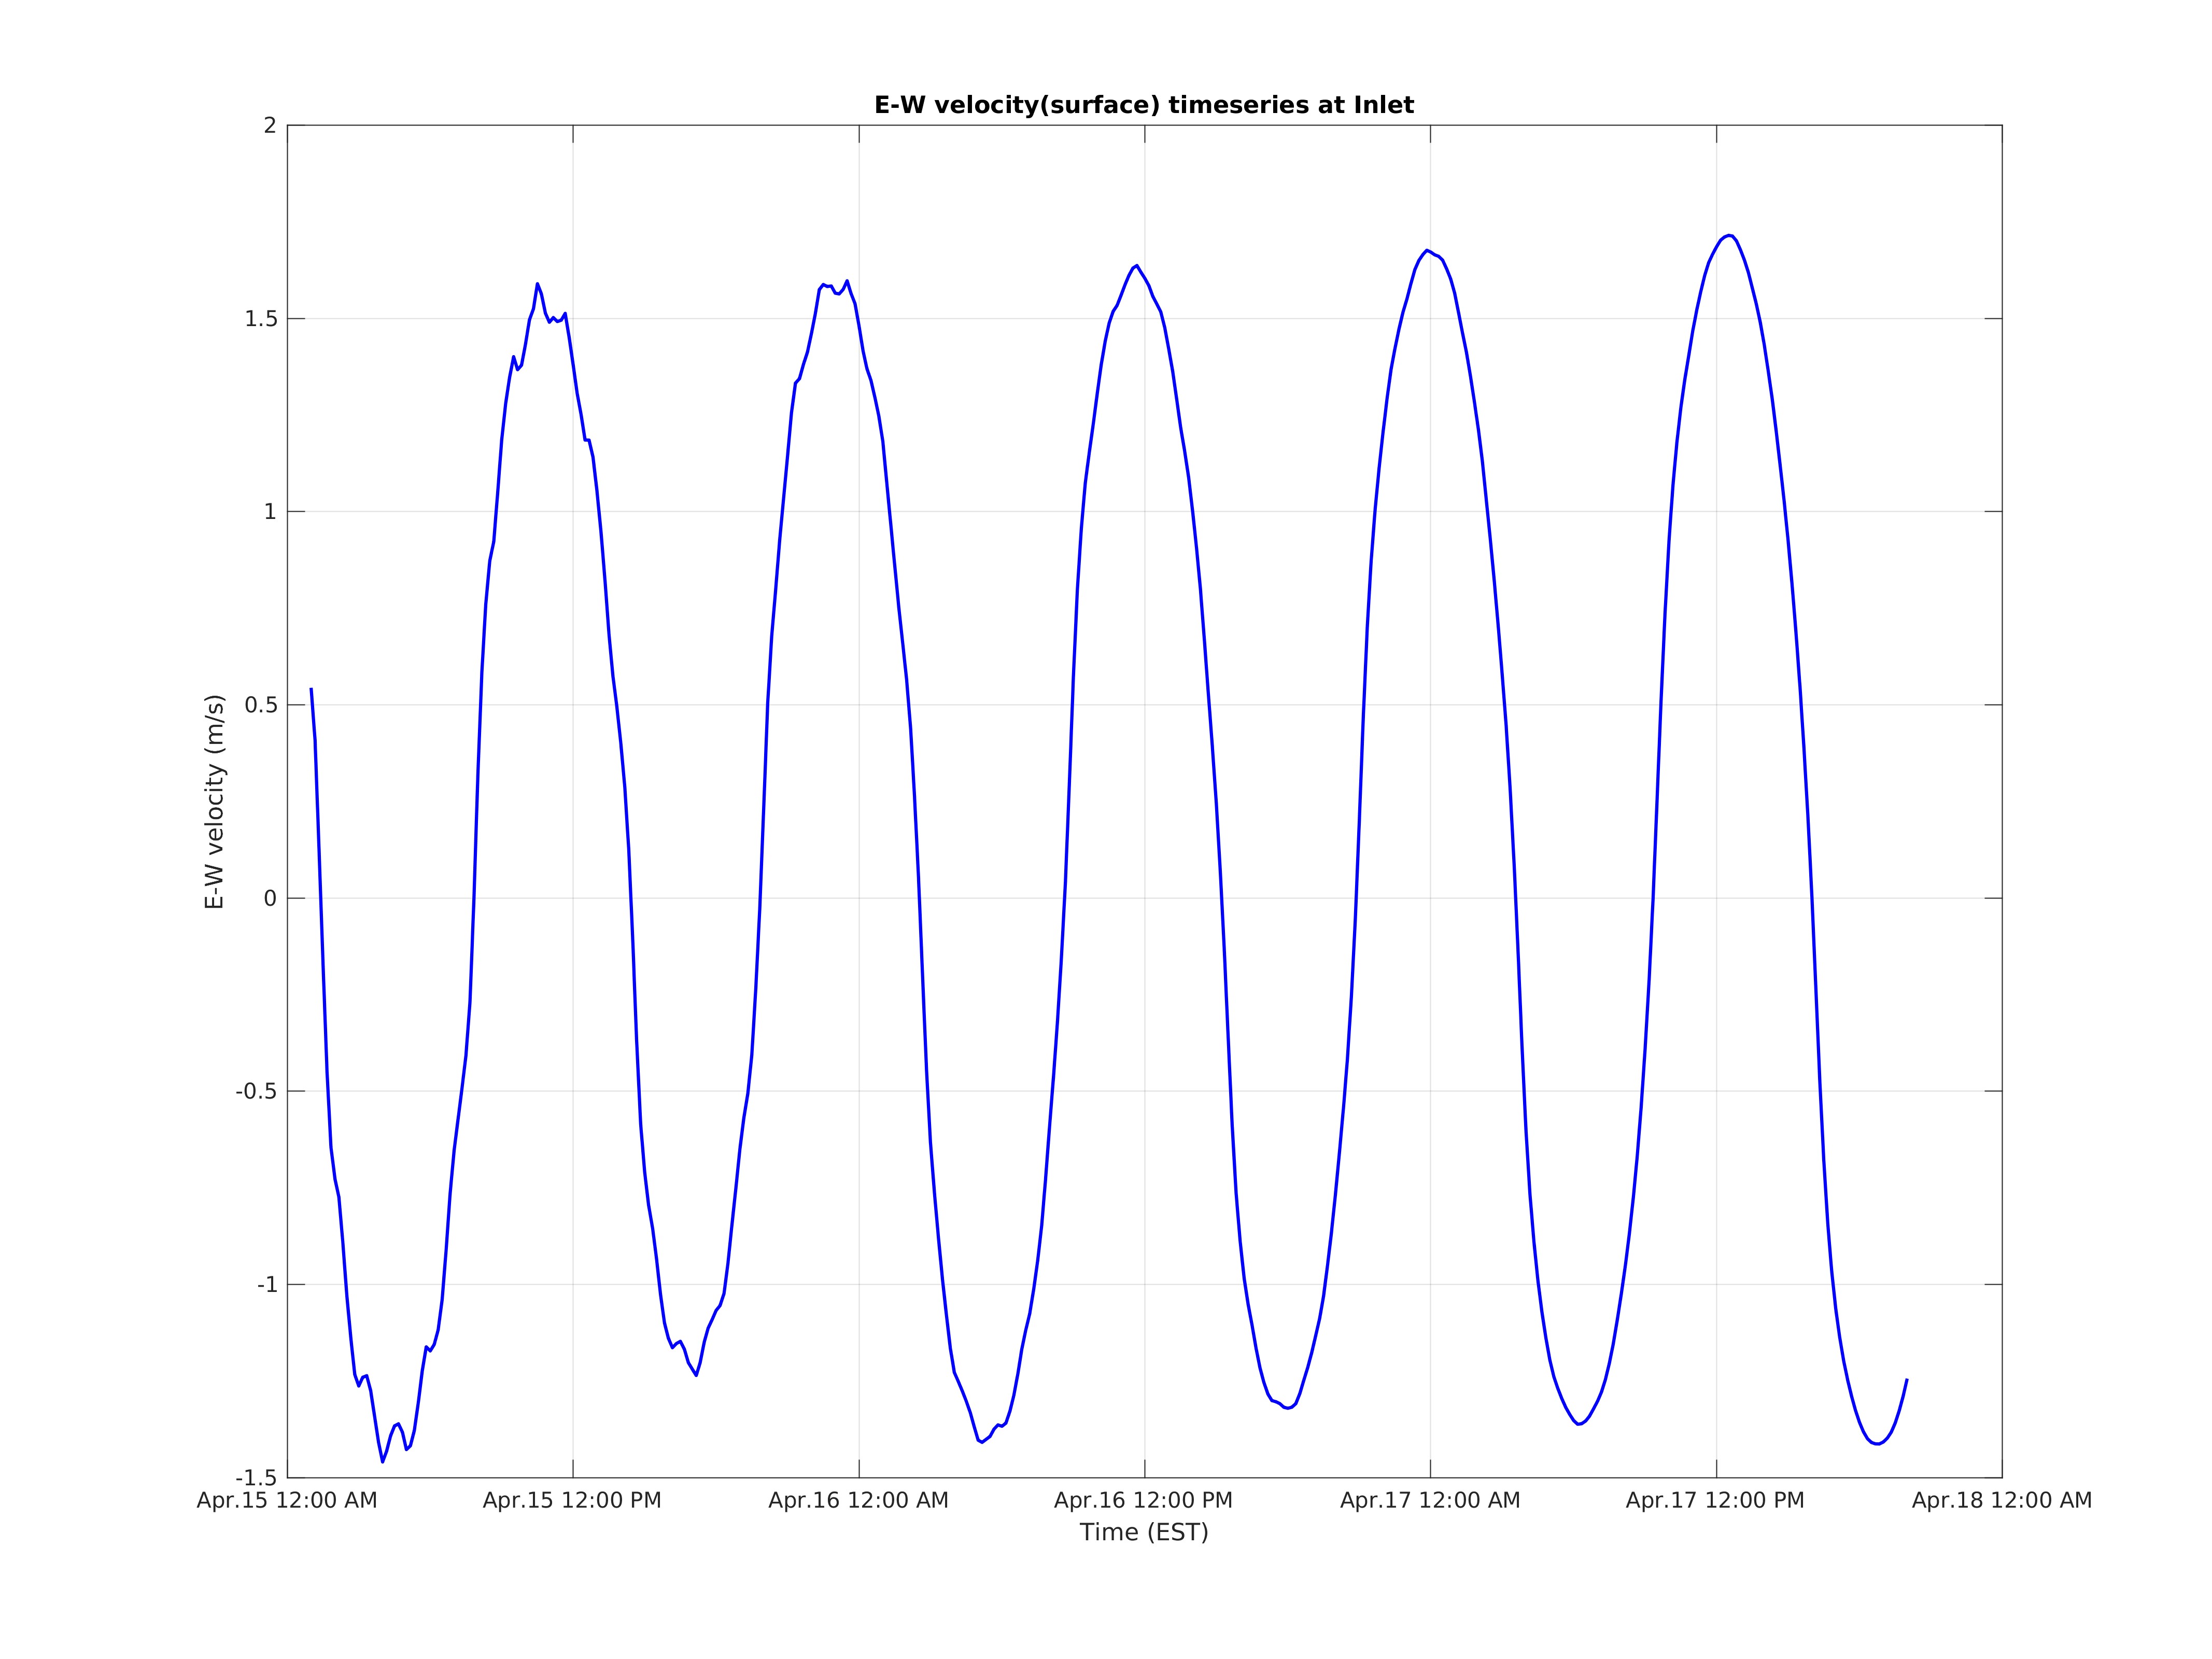 E-W velocity(surface) timeseries at Inlet
2
1.5
1
0.5
0
-0.5
-1
-1.5
E-W velocity (m/s)
Apr.15 12:00 AM Apr.15 12:00 PM Apr.16 12:00 AM Apr.16 12:00 PM Apr.17 12:00 AM Apr.17 12:00 PM Apr.18 12:00 AM
Time (EST)